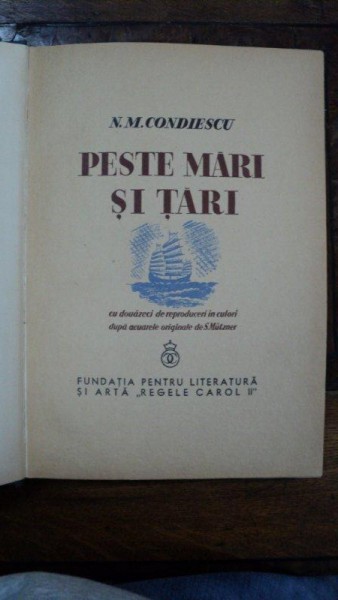 N. M. CONDIESCU
PESTE MĂRI
ȘI ȚĂRI
cu douăzeci de reproduceri în culori
după acuarele originale de S. Mützner
FUNDAȚIA PENTRU LITERATURĂ
ȘI ARTĂ „REGELE CAROL II"